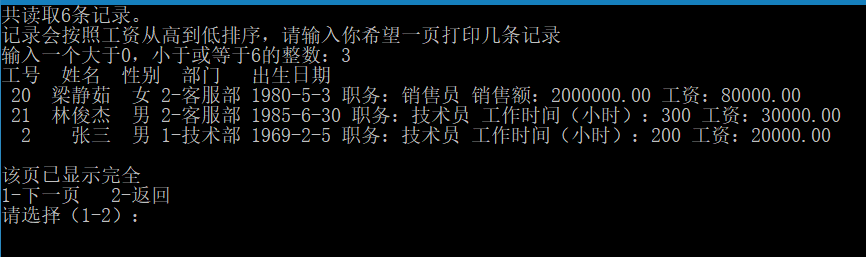 共读取6条记录。
记录会按照工资从高到低排序，请输入你希望一页打印几条记录
输入一个大于0，小于或等于6的整数：3
工号 姓名 性别 部门 出生日期
20 梁静茹 女 2-客服部 1980-5-3 职务：销售员 销售额：2000000.00 工资：80000.00
21 林俊杰 男 2-客服部 1985-6-30 职务：技术员 工作时间（小时）：300 工资：30000.00
2 张三 男 1-技术部 1969-2-5 职务：技术员 工作时间（小时）：200 工资：20000.00
该页已显示完全
1-下一页 2-返回
请选择（1-2）：